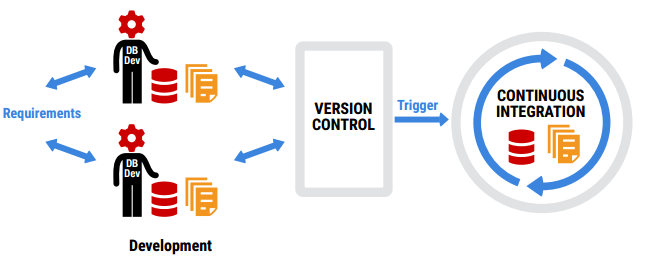 DB
Dev
Requirements
DB
Dev
Development
VERSION
CONTROL
Trigger
CONTINUOUS
INTEGRATION